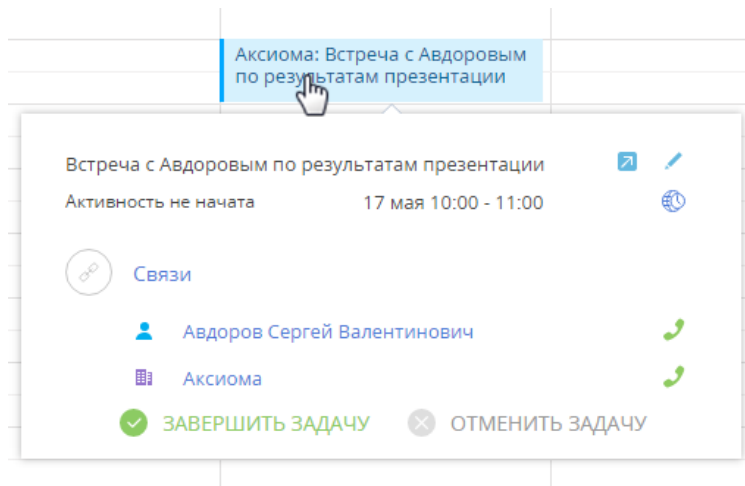 Аксиома: Встреча с Авдоровым
по результатам презентации
Встреча с Авдоровым по результатам презентации
Активность не начата 17 мая 10:00 - 11:00
Связи
Авдоров Сергей Валентинович
Аксиома
ЗАВЕРШИТЬ ЗАДАЧУ ОТМЕНИТЬ ЗАДАЧУ